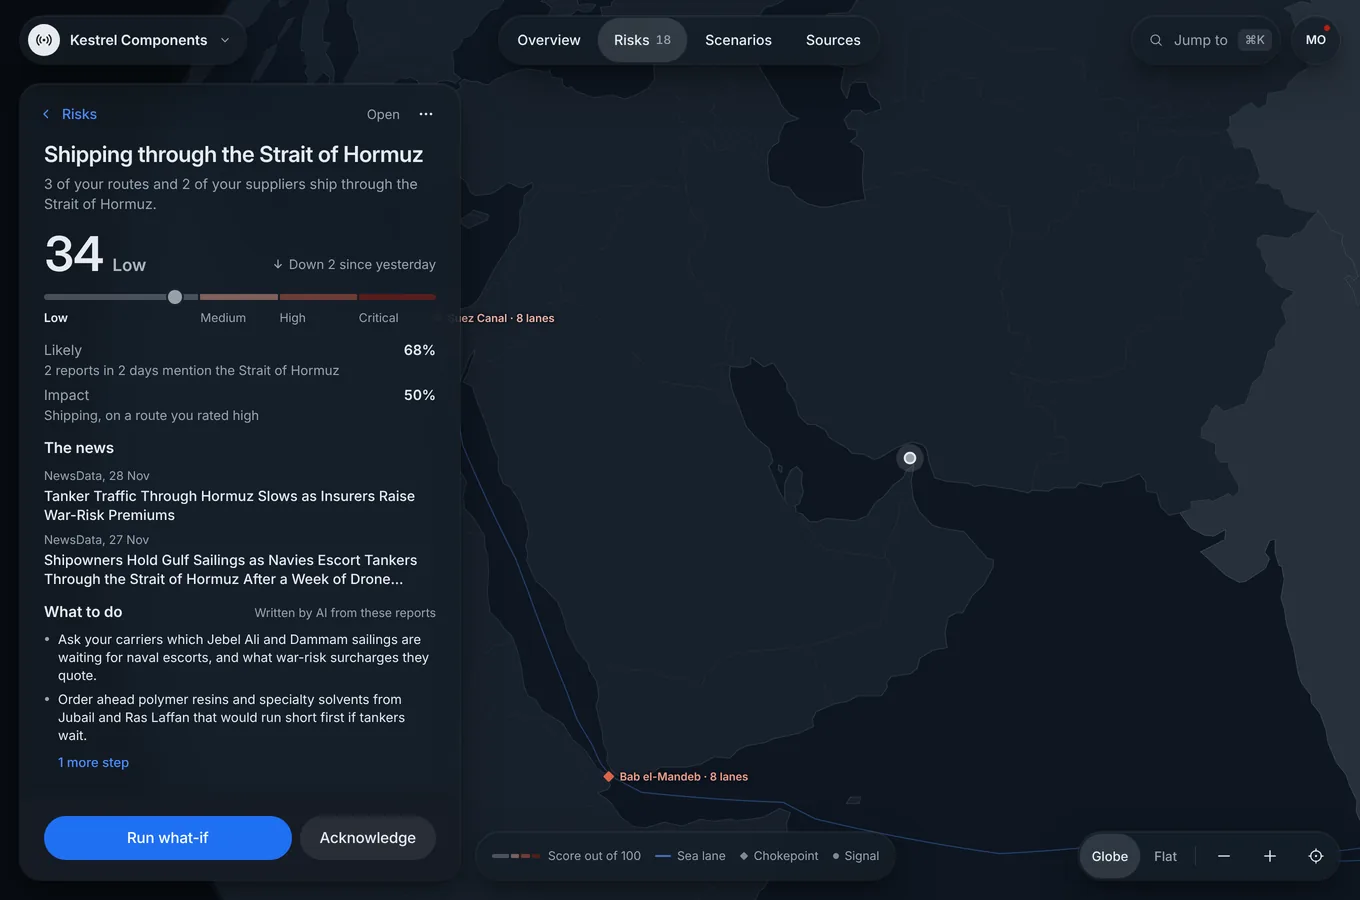 Kestrel Components
Overview
Risks 18
Scenarios
Sources
Jump to
⌘K
MO
Risks
Open
Shipping through the Strait of Hormuz
3 of your routes and 2 of your suppliers ship through the
Strait of Hormuz.
34 Low
↓ Down 2 since yesterday
Low
Medium
High
Critical
Likely
68%
2 reports in 2 days mention the Strait of Hormuz
Impact
50%
Shipping, on a route you rated high
The news
NewsData, 28 Nov
Tanker Traffic Through Hormuz Slows as Insurers Raise
War-Risk Premiums
NewsData, 27 Nov
Shipowners Hold Gulf Sailings as Navies Escort Tankers
Through the Strait of Hormuz After a Week of Drone...
What to do
Written by AI from these reports
• Ask your carriers which Jebel Ali and Dammam sailings are
waiting for naval escorts, and what war-risk surcharges they
quote.
• Order ahead polymer resins and specialty solvents from
Jubail and Ras Laffan that would run short first if tankers
wait.
1 more step
Run what-if
Acknowledge
Canal · 8 lanes
Bab el-Mandeb · 8 lanes
Score out of 100
Sea lane
Chokepoint
Signal
Globe
Flat